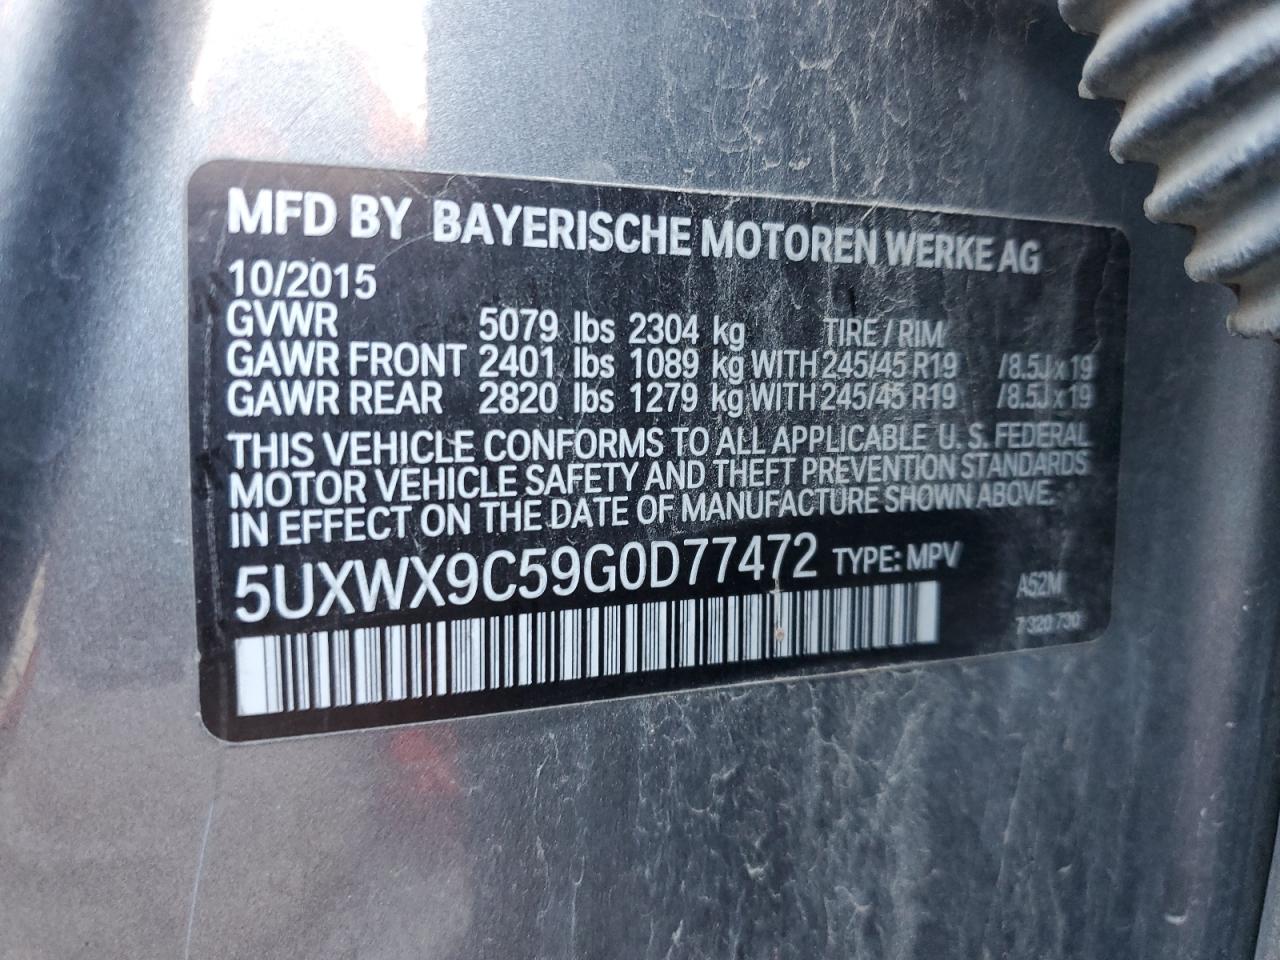 MFD BY BAYERISCHE MOTOREN WERKE AG
10/2015
GVWR 5079 lbs 2304 kg TIRE / RIM
GAWR FRONT 2401 lbs 1089 kg WITH 245/45 R19 /8.5J x 19
GAWR REAR 2820 lbs 1279 kg WITH 245/45 R19 /8.5J x 19
THIS VEHICLE CONFORMS TO ALL APPLICABLE U.S. FEDERAL
MOTOR VEHICLE SAFETY AND THEFT PREVENTION STANDARDS
IN EFFECT ON THE DATE OF MANUFACTURE SHOWN ABOVE.
5UXWX9C59G0D77472 TYPE: MPV
A52M
7 320 730